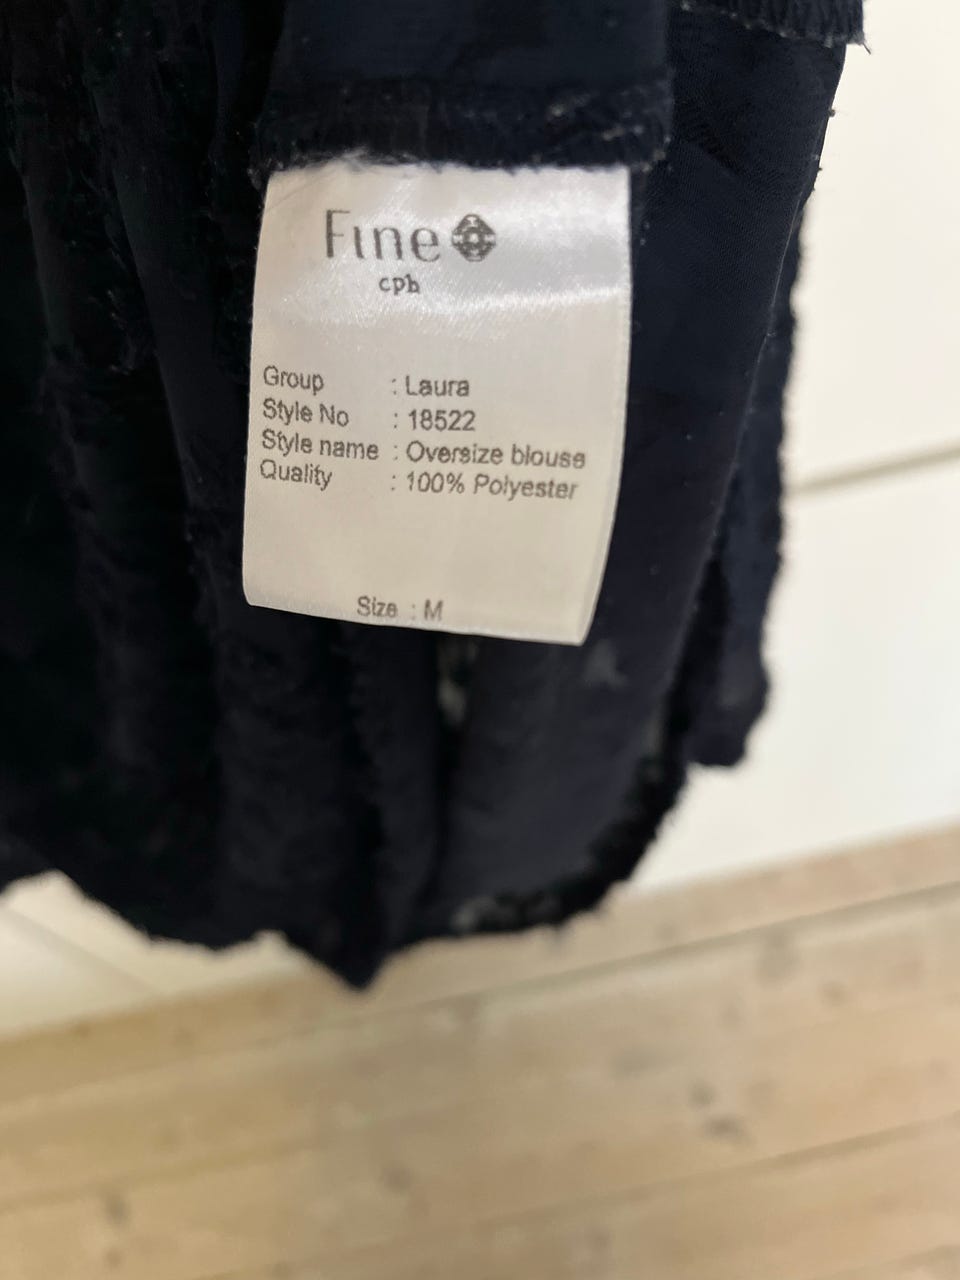 Fine
cph
Group : Laura
Style No : 18522
Style name : Oversize blouse
Quality : 100% Polyester
Size : M